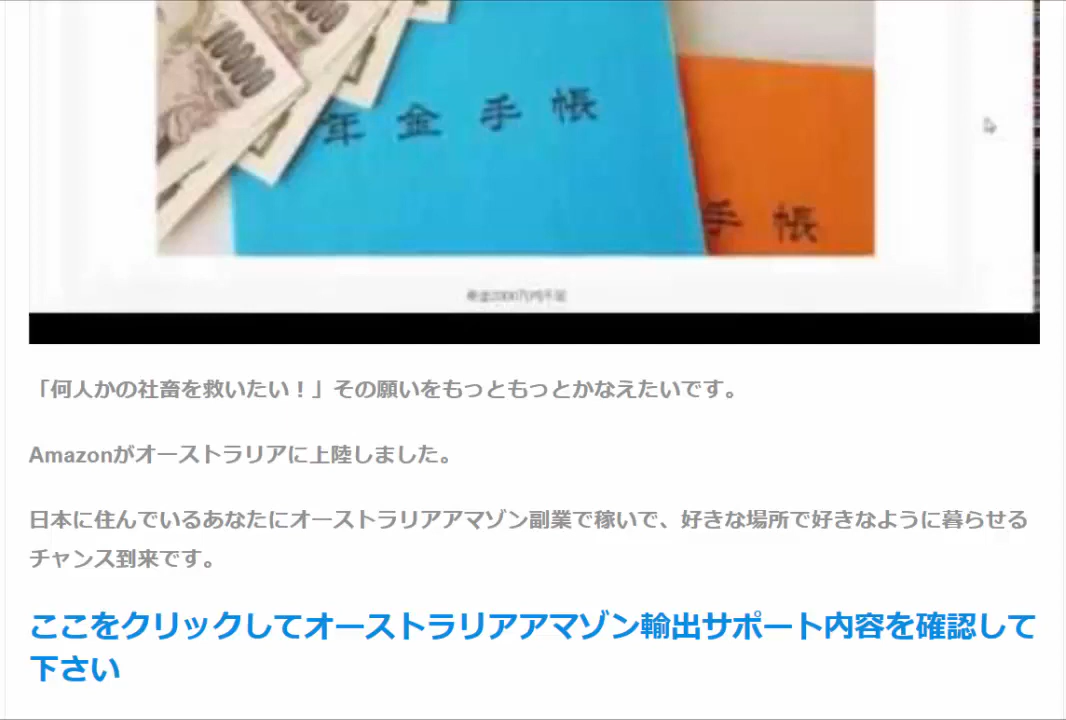 10000
10000
年金手帳
手帳
「何人かの社畜を救いたい！」その願いをもっともっとかなえたいです。
Amazonがオーストラリアに上陸しました。
日本に住んでいるあなたにオーストラリアアマゾン副業で稼いで、好きな場所で好きなように暮らせる
チャンス到来です。
ここをクリックしてオーストラリアアマゾン輸出サポート内容を確認して
下さい